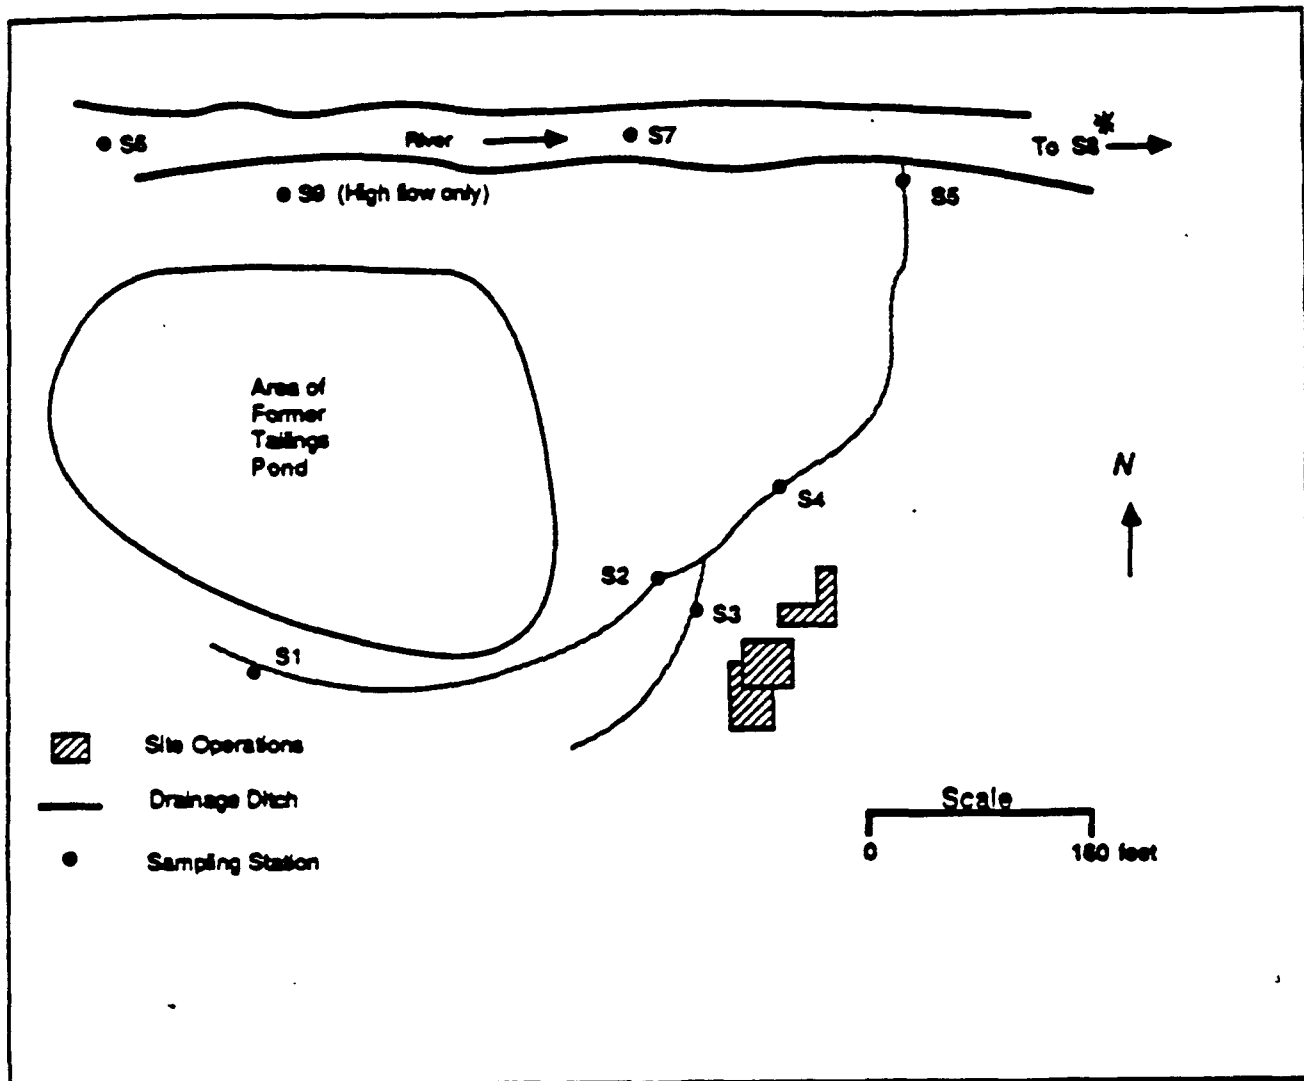 S6
River
S7
To S8*
S9 (High flow only)
S5
Area of
Former
Tailings
Pond
N
S4
S2
S3
S1
Site Operations
Drainage Ditch
Sampling Station
Scale
0
160 feet